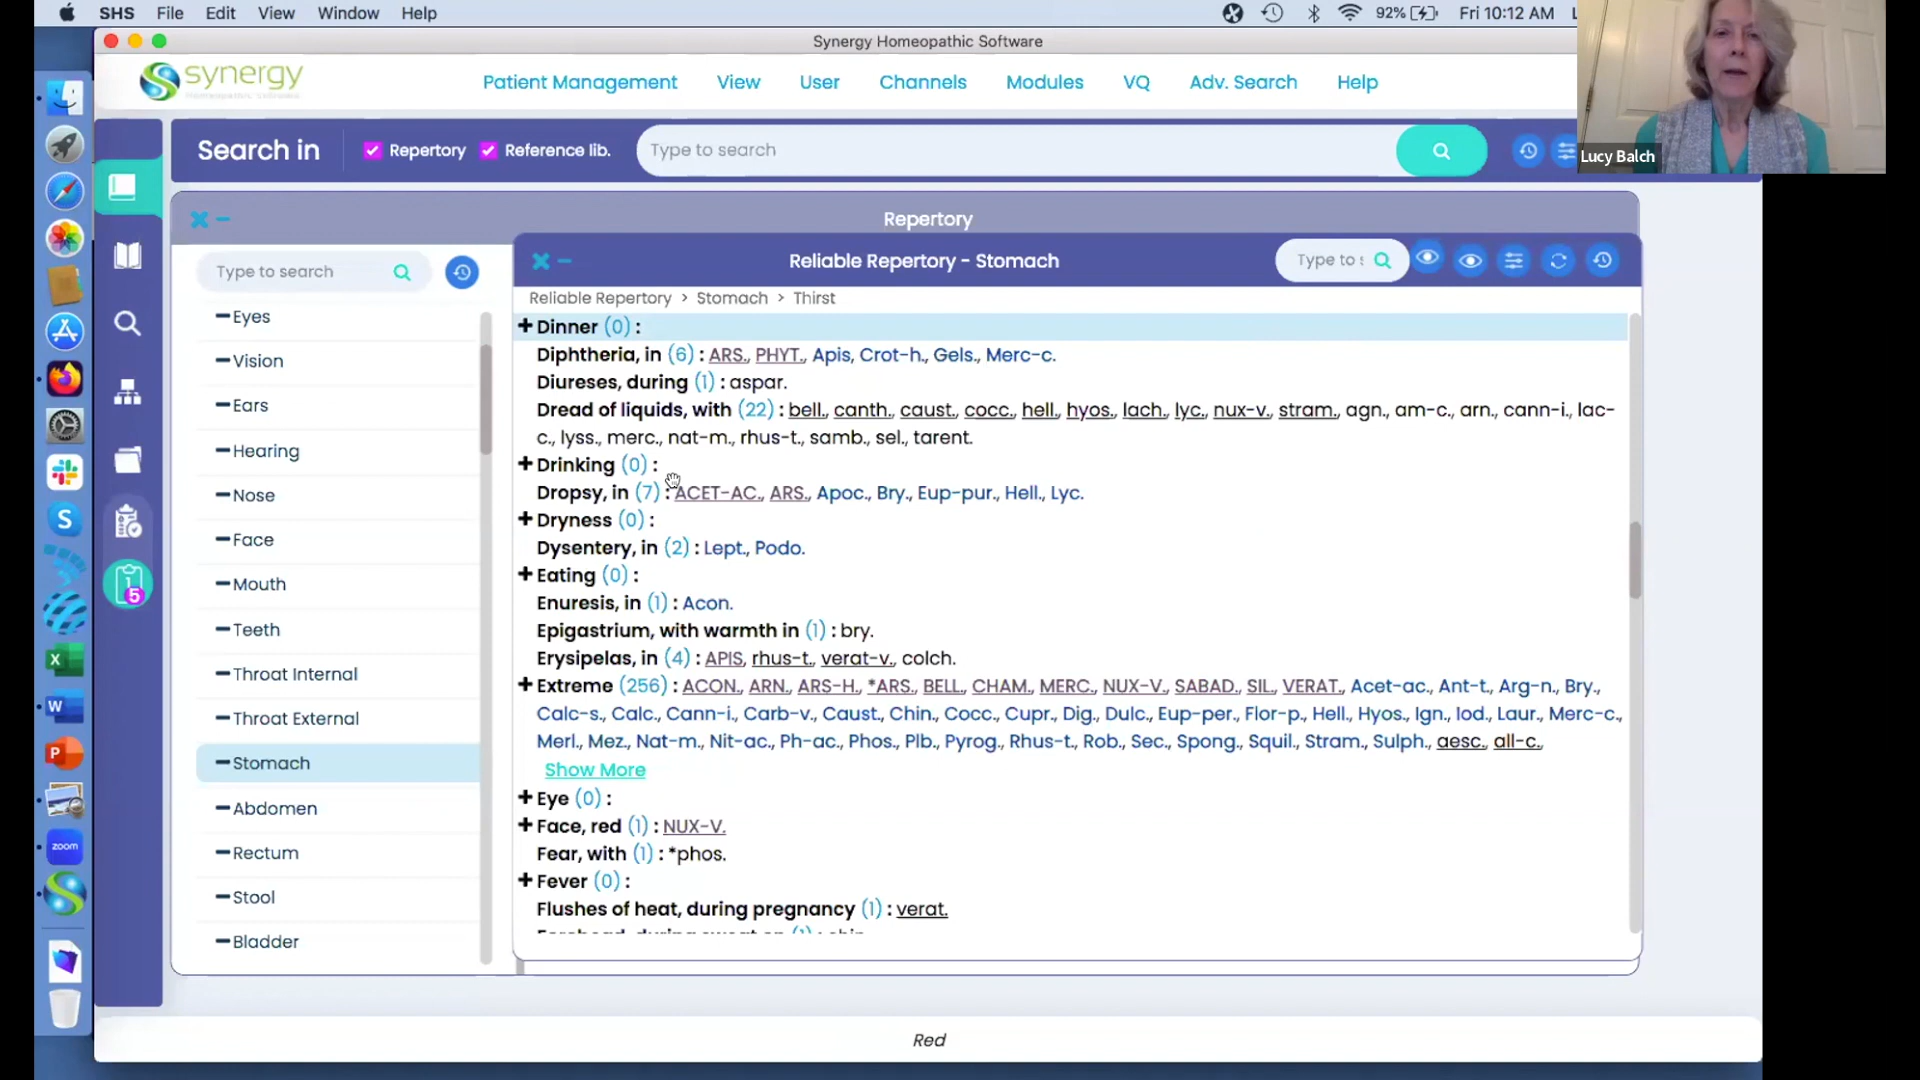 SHS File Edit View Window Help
92% Fri 10:12 AM L
Synergy Homeopathic Software
synergy
Patient Management View User Channels Modules VQ Adv. Search Help
Search in Repertory Reference lib. Type to search
Lucy Balch
Repertory
Type to search
Reliable Repertory - Stomach
Type to s
Reliable Repertory > Stomach > Thirst
Eyes
Vision
Ears
Hearing
Nose
Face
Mouth
Teeth
Throat Internal
Throat External
Stomach
Abdomen
Rectum
Stool
Bladder
Dinner (0) :
Diphtheria, in (6) : ARS., PHYT., Apis, Crot-h., Gels., Merc-c.
Diureses, during (1) : aspar.
Dread of liquids, with (22) : bell., canth., caust., cocc., hell., hyos., lach., lyc., nux-v., stram., agn., am-c., arn., cann-i., lac-
c., lyss., merc., nat-m., rhus-t., samb., sel., tarent.
Drinking (0) :
Dropsy, in (7) : ACET-AC., ARS., Apoc., Bry., Eup-pur., Hell., Lyc.
Dryness (0) :
Dysentery, in (2) : Lept., Podo.
Eating (0) :
Enuresis, in (1) : Acon.
Epigastrium, with warmth in (1) : bry.
Erysipelas, in (4) : APIS, rhus-t., verat-v., colch.
Extreme (256) : ACON., ARN., ARS-H., *ARS., BELL., CHAM., MERC., NUX-V., SABAD., SIL., VERAT., Acet-ac., Ant-t., Arg-n., Bry.,
Calc-s., Calc., Cann-i., Carb-v., Caust., Chin., Cocc., Cupr., Dig., Dulc., Eup-per., Flor-p., Hell., Hyos., Ign., Iod., Laur., Merc-c.,
Merl., Mez., Nat-m., Nit-ac., Ph-ac., Phos., Plb., Pyrog., Rhus-t., Rob., Sec., Spong., Squil., Stram., Sulph., aesc., all-c.,
Show More
Eye (0) :
Face, red (1) : NUX-V.
Fear, with (1) : *phos.
Fever (0) :
Flushes of heat, during pregnancy (1) : verat.
5
zoom
Red